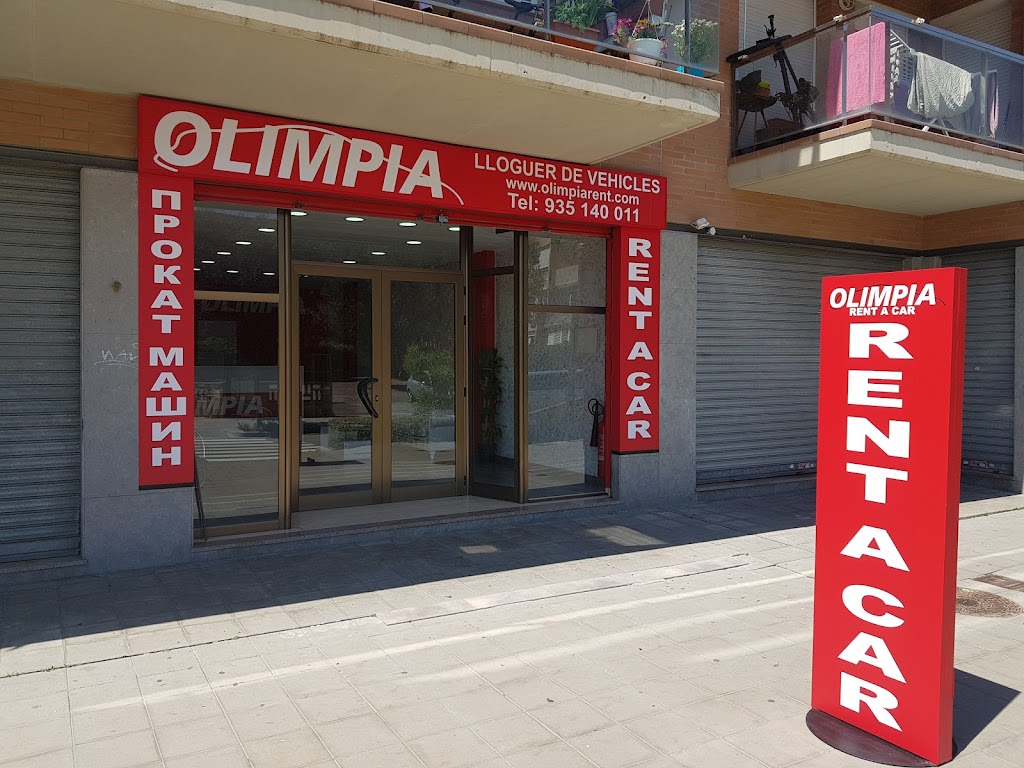 OLIMPIA
LLOGUER DE VEHICLES
www.olimpiarent.com
Tel: 935 140 011
ПРОКАТ МАШИН
RENT A CAR
OLIMPIA
OLIMPIA
RENT A CAR
RENT A CAR